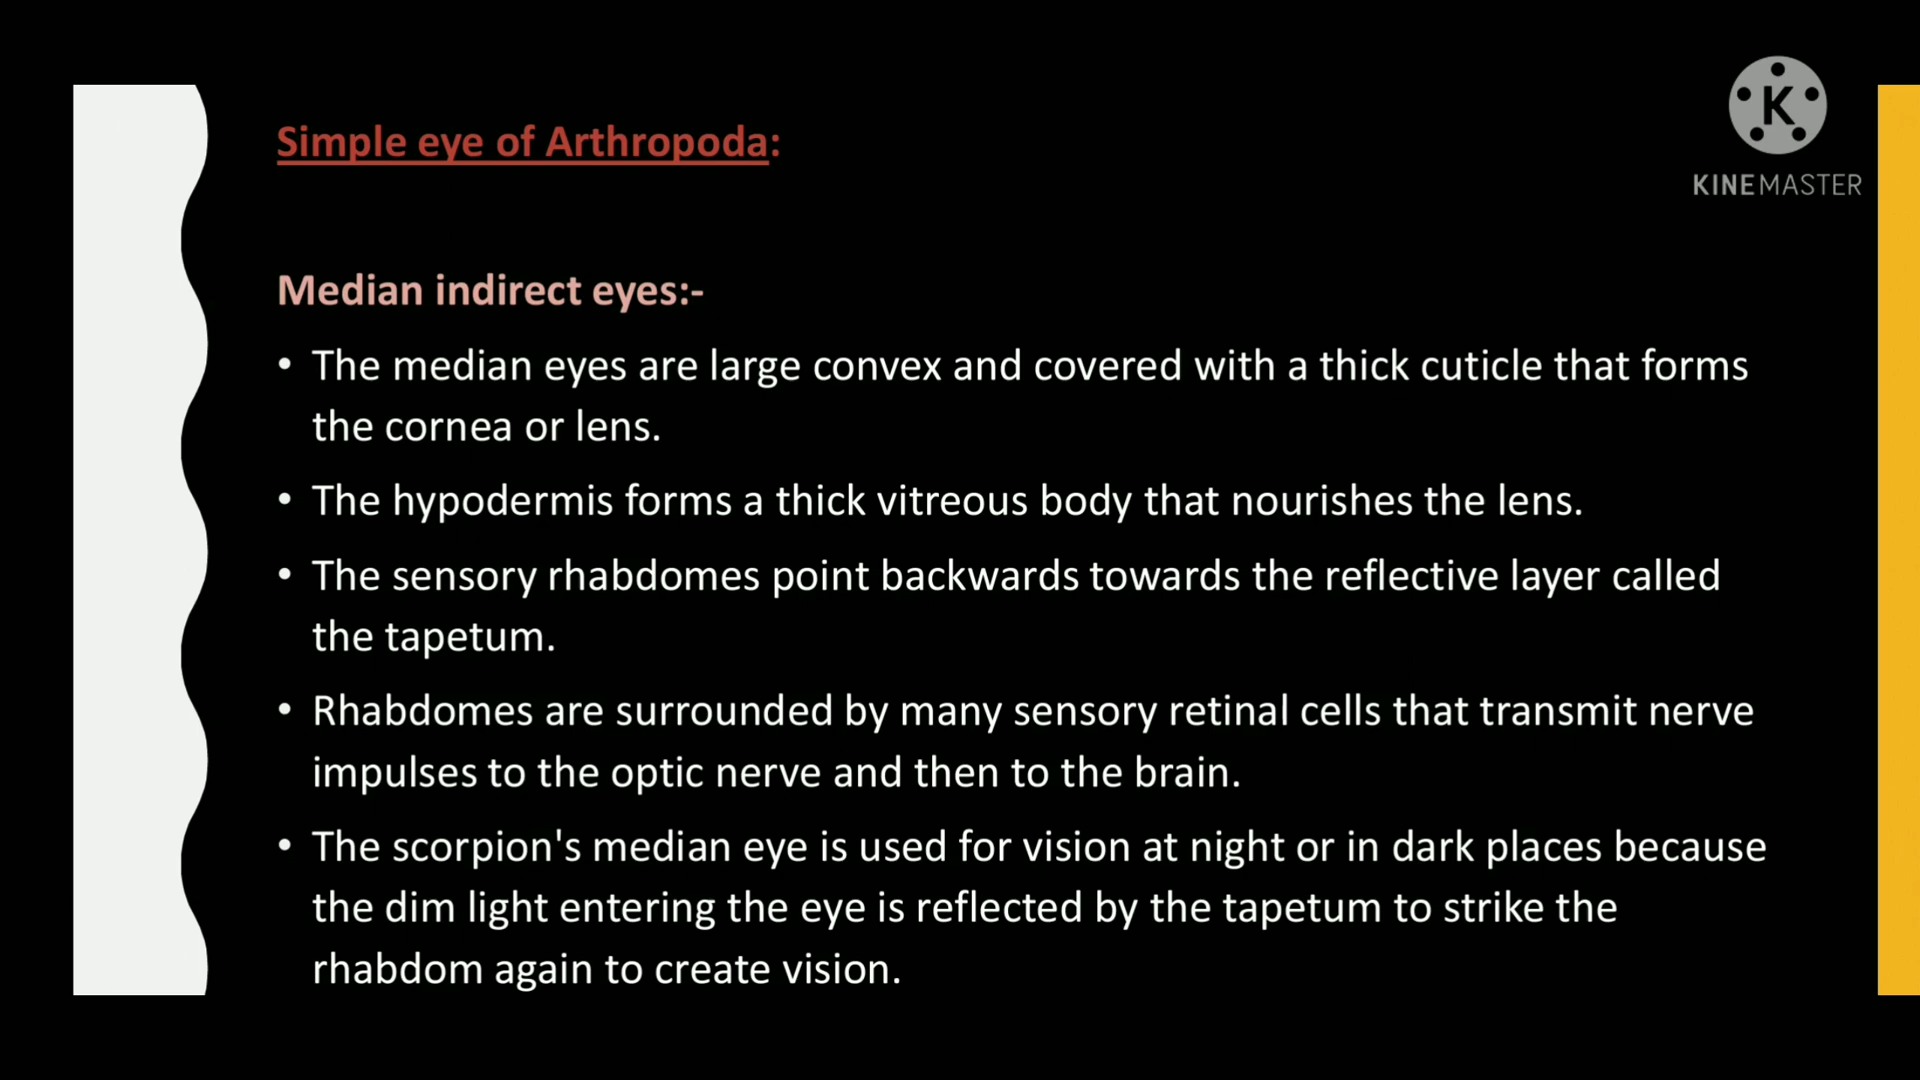 Simple eye of Arthropoda:
K
KINEMASTER
Median indirect eyes:-
• The median eyes are large convex and covered with a thick cuticle that forms
the cornea or lens.
• The hypodermis forms a thick vitreous body that nourishes the lens.
• The sensory rhabdomes point backwards towards the reflective layer called
the tapetum.
• Rhabdomes are surrounded by many sensory retinal cells that transmit nerve
impulses to the optic nerve and then to the brain.
• The scorpion's median eye is used for vision at night or in dark places because
the dim light entering the eye is reflected by the tapetum to strike the
rhabdom again to create vision.